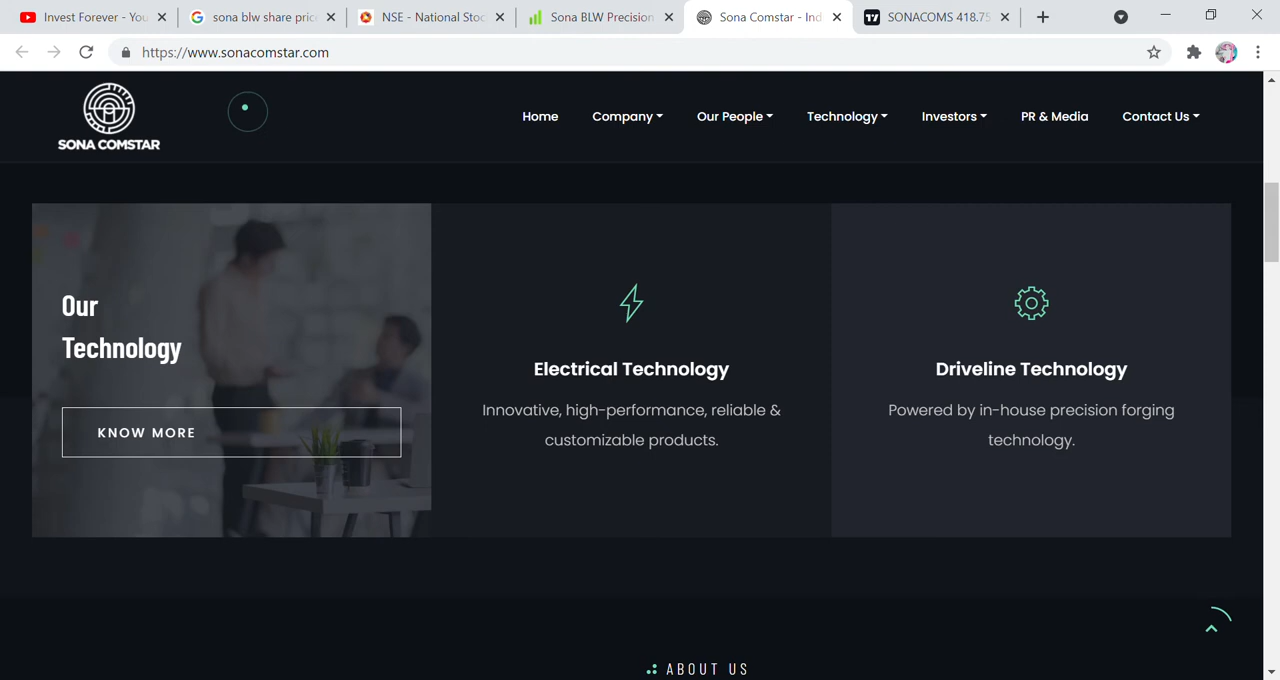 Invest Forever - You
sona blw share price
NSE - National Stoc
Sona BLW Precision
Sona Comstar - Ind
SONACOMS 418.75
https://www.sonacomstar.com
SONA COMSTAR
Home
Company
Our People
Technology
Investors
PR & Media
Contact Us
Our
Technology
KNOW MORE
Electrical Technology
Innovative, high-performance, reliable &
customizable products.
Driveline Technology
Powered by in-house precision forging
technology.
ABOUT US